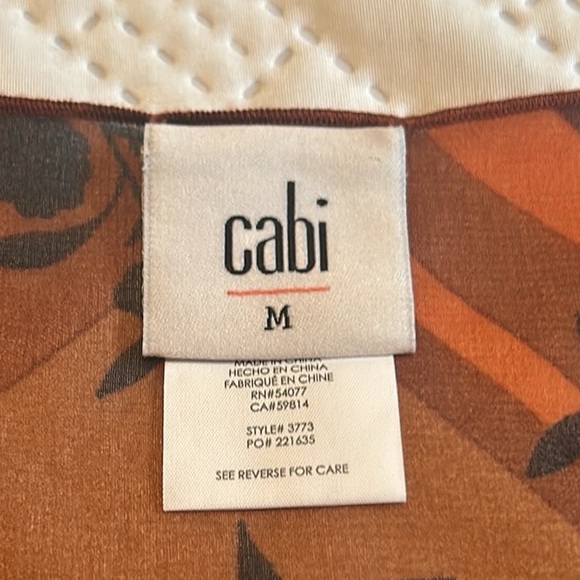 cabi
M
MADE IN CHINA
HECHO EN CHINA
FABRIQUÉ EN CHINE
RN#54077
CA#59814
STYLE# 3773
PO# 221635
SEE REVERSE FOR CARE